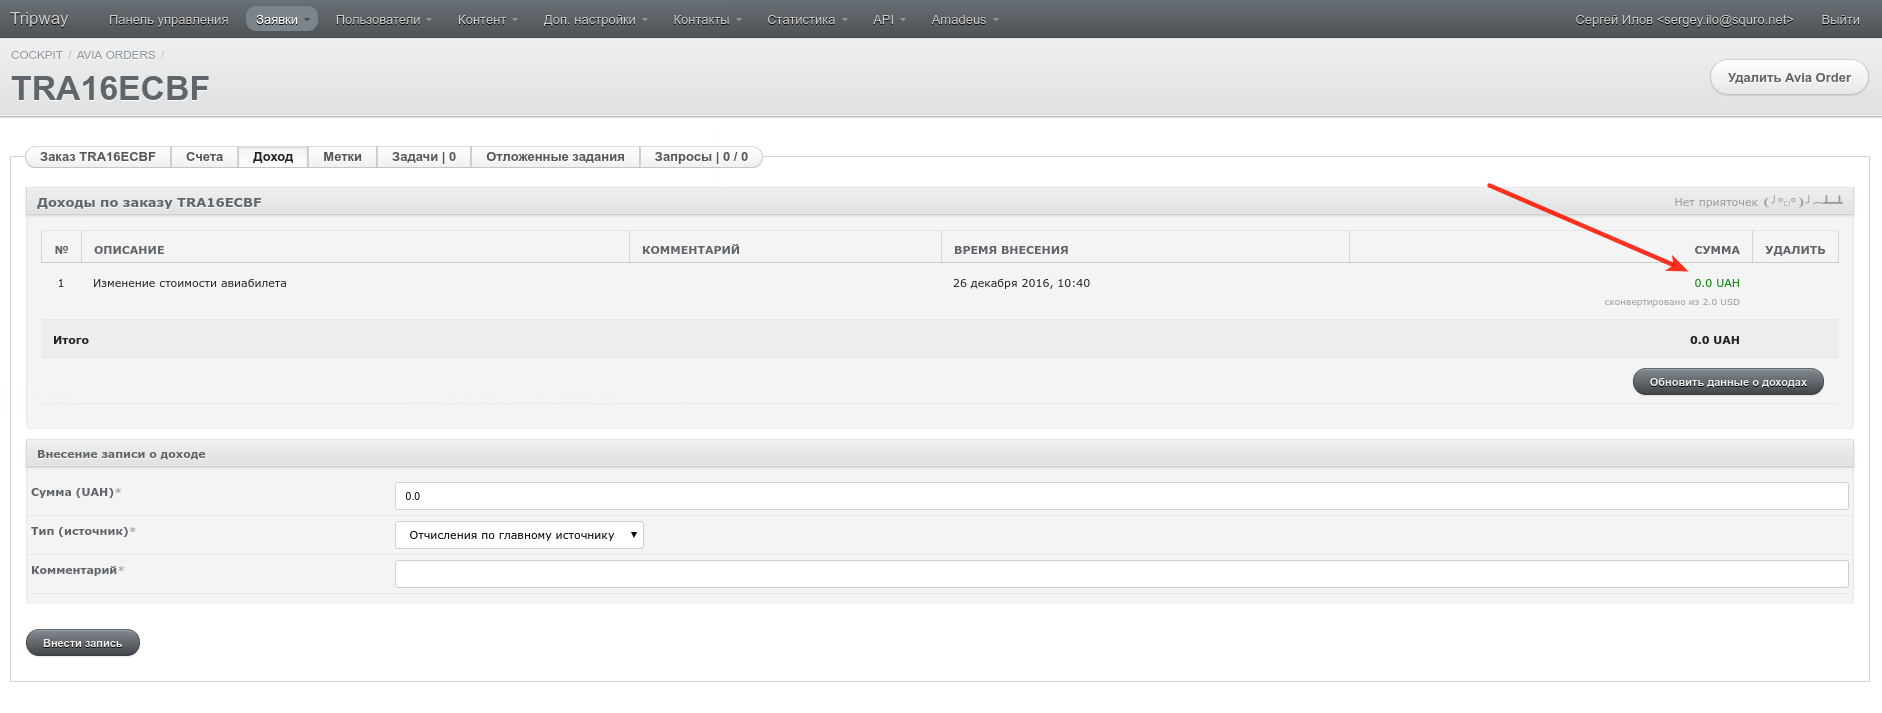 Tripway Панель управления Заявки Пользователи Контент Доп. настройки Контакты Статистика API Amadeus Сергей Илов <sergey.ilo@squro.net> Выйти
COCKPIT / AVIA ORDERS /
TRA16ECBF
Удалить Avia Order
Заказ TRA16ECBF Счета Доход Метки Задачи | 0 Отложенные задания Запросы | 0 / 0
Доходы по заказу TRA16ECBF Нет прияточек (╯°□°)╯︵┻┻
№ ОПИСАНИЕ КОММЕНТАРИЙ ВРЕМЯ ВНЕСЕНИЯ СУММА УДАЛИТЬ
1 Изменение стоимости авиабилета 26 декабря 2016, 10:40 0.0 UAH
сконвертировано из 2.0 USD
Итого 0.0 UAH
Обновить данные о доходах
Внесение записи о доходе
Сумма (UAH)* 0.0
Тип (источник)* Отчисления по главному источнику
Комментарий*
Внести запись